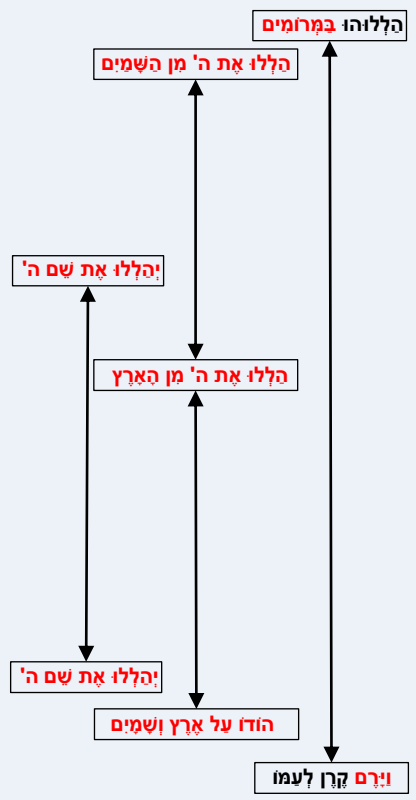 הַלְלוּהוּ בַּמְּרוֹמִים
הַלְלוּ אֶת ה' מִן הַשָּׁמַיִם
יְהַלְלוּ אֶת שֵׁם ה'
הַלְלוּ אֶת ה' מִן הָאָרֶץ
יְהַלְלוּ אֶת שֵׁם ה'
הוֹדוֹ עַל אֶרֶץ וְשָׁמָיִם
וַיָּרֶם קֶרֶן לְעַמּוֹ